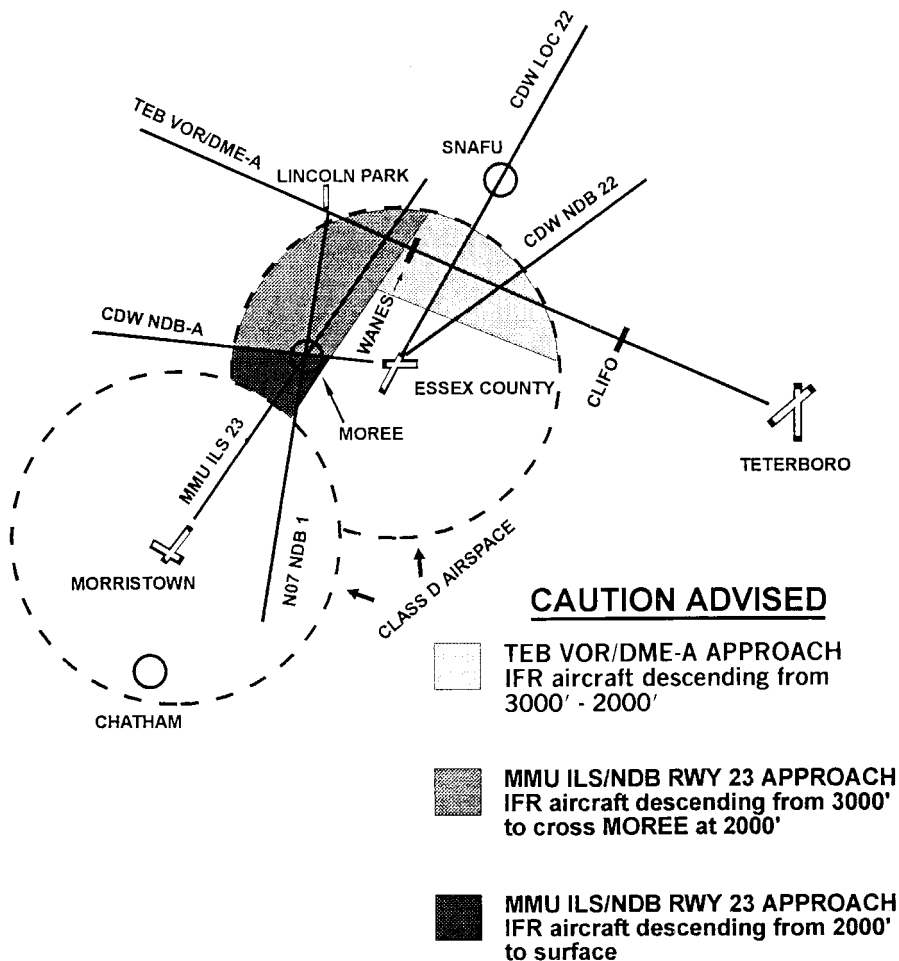 CDW LOC 22
TEB VOR/DME-A
SNAFU
LINCOLN PARK
CDW NDB 22
CDW NDB-A
WANES
ESSEX COUNTY
CLIFO
MOREE
MMU ILS 23
TETERBORO
N07 NDB 1
MORRISTOWN
CLASS D AIRSPACE
CHATHAM
CAUTION ADVISED
TEB VOR/DME-A APPROACH
IFR aircraft descending from
3000' - 2000'
MMU ILS/NDB RWY 23 APPROACH
IFR aircraft descending from 3000'
to cross MOREE at 2000'
MMU ILS/NDB RWY 23 APPROACH
IFR aircraft descending from 2000'
to surface